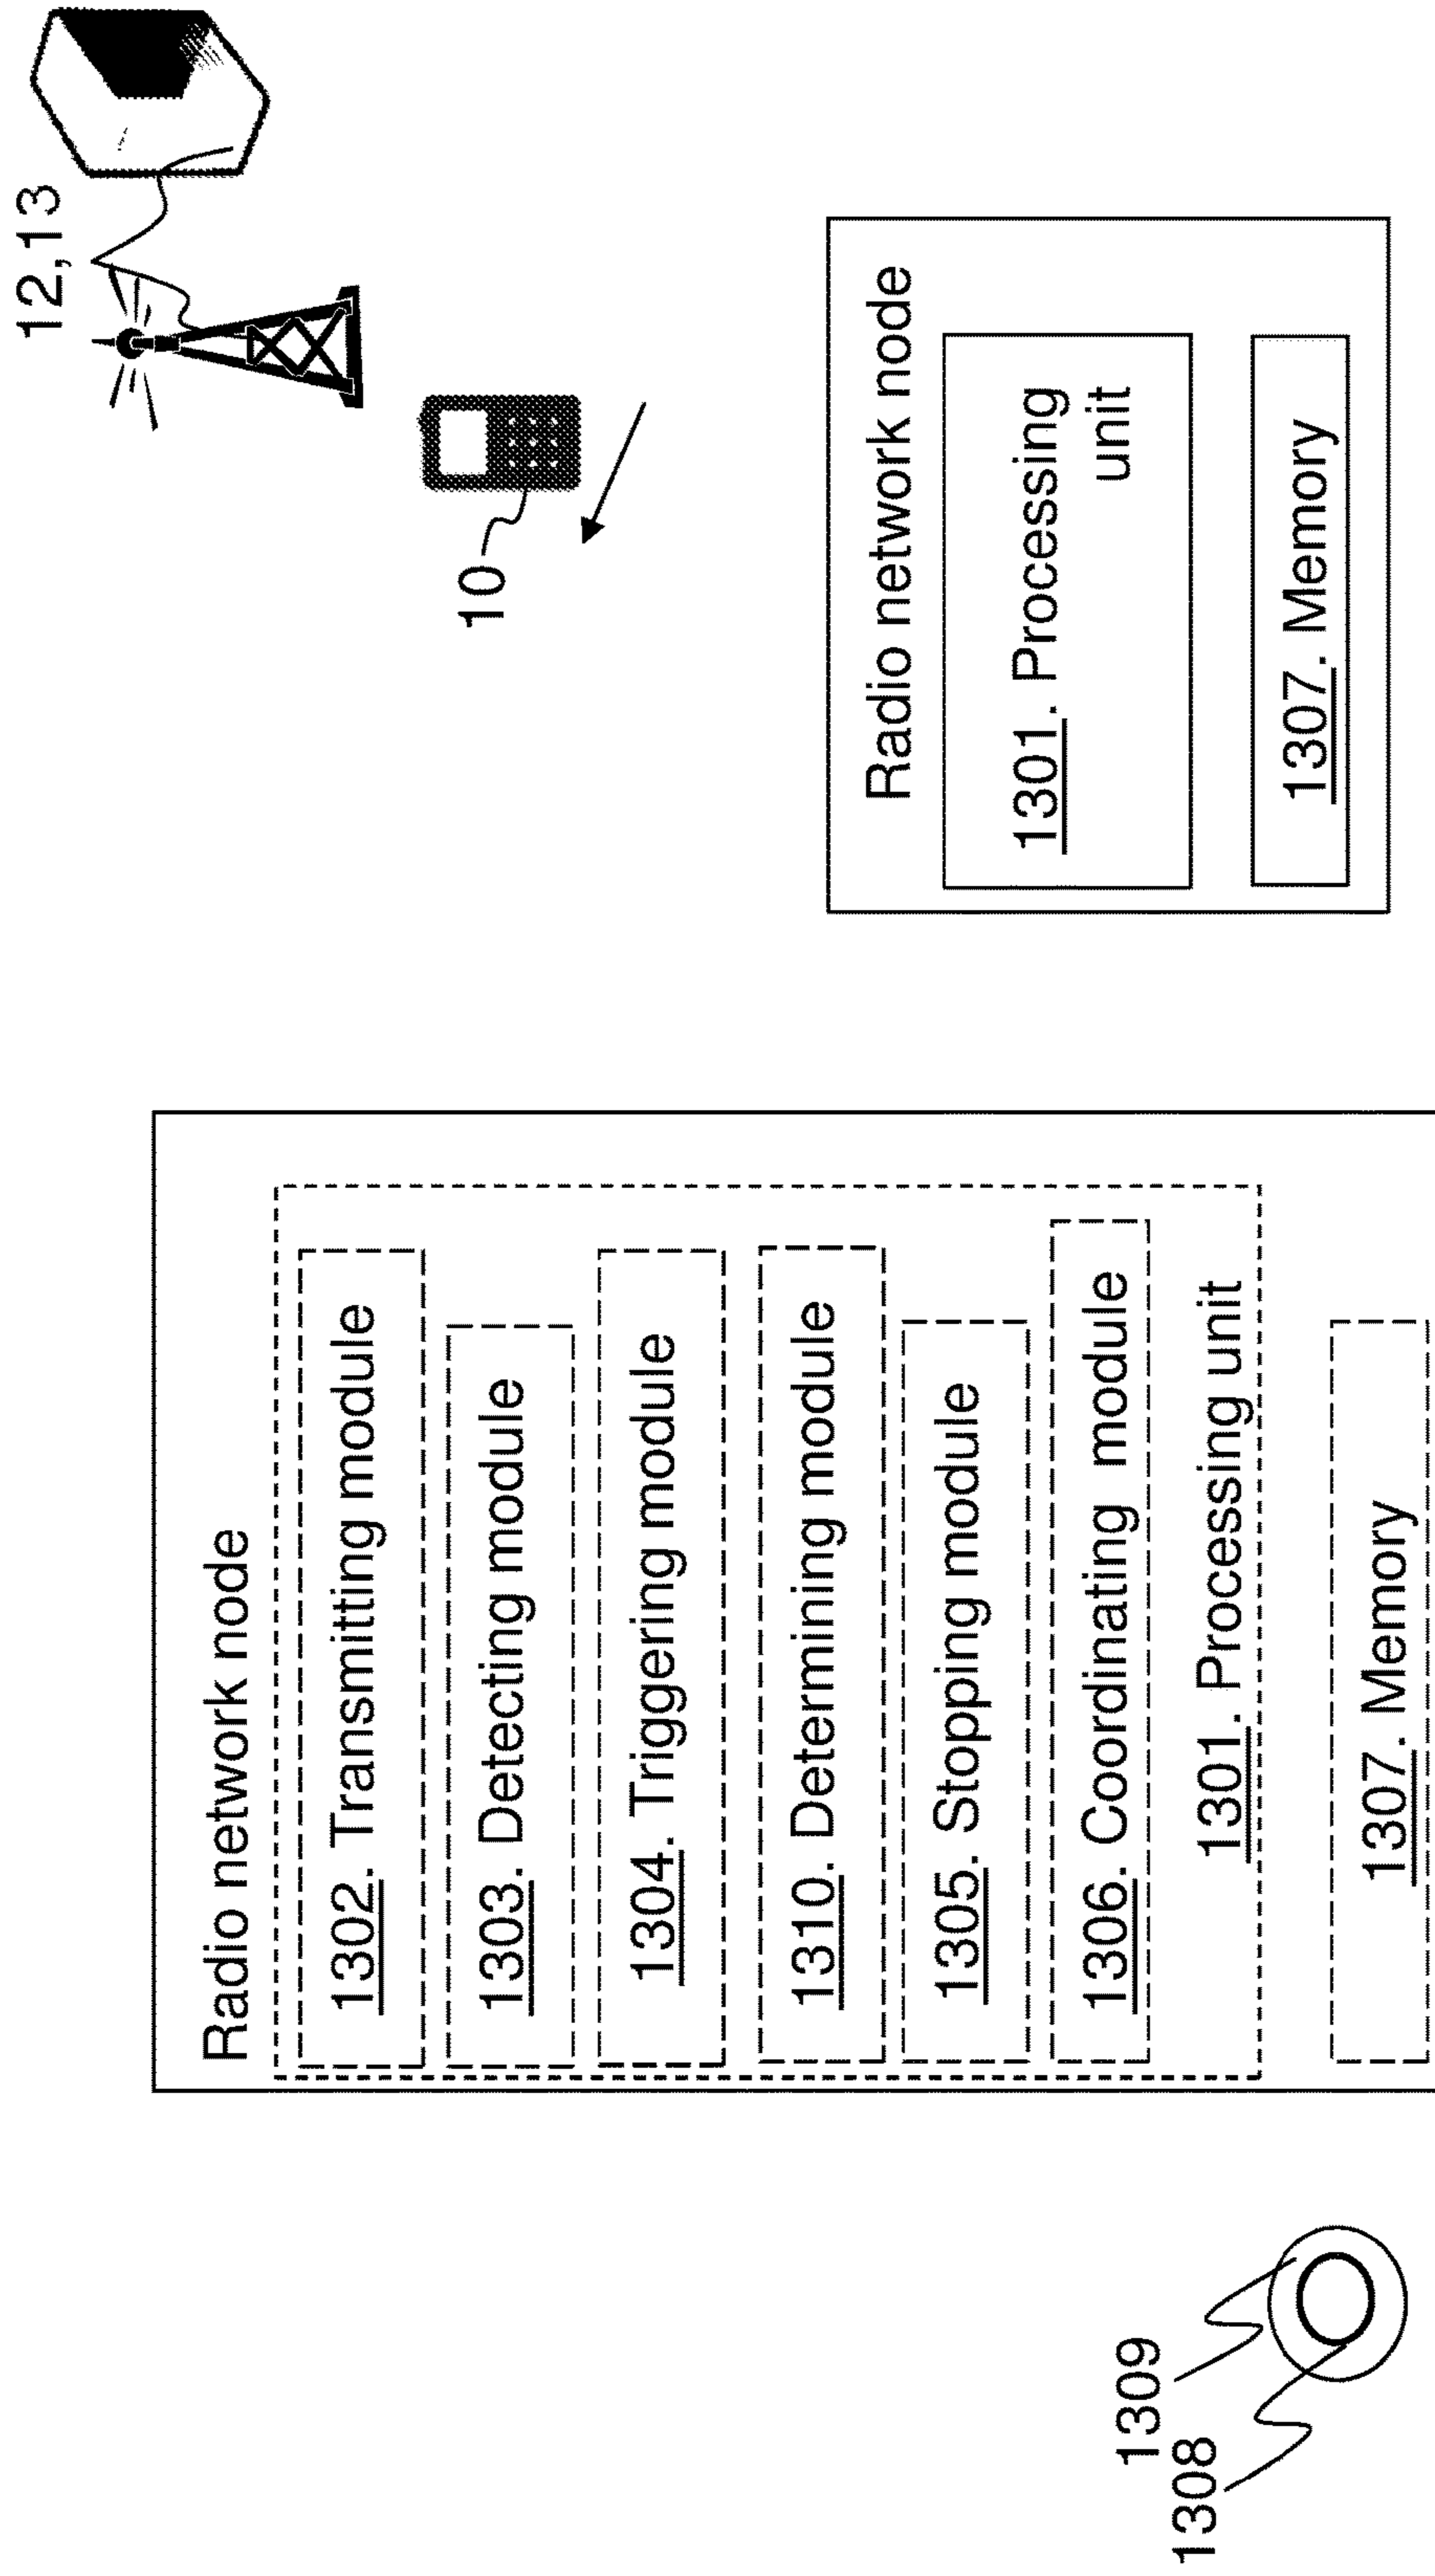 Radio network node
1302. Transmitting module
1303. Detecting module
1304. Triggering module
1310. Determining module
1305. Stopping module
1306. Coordinating module
1301. Processing unit
1307. Memory
1309
1308
12,13
10
Radio network node
1301. Processing
unit
1307. Memory